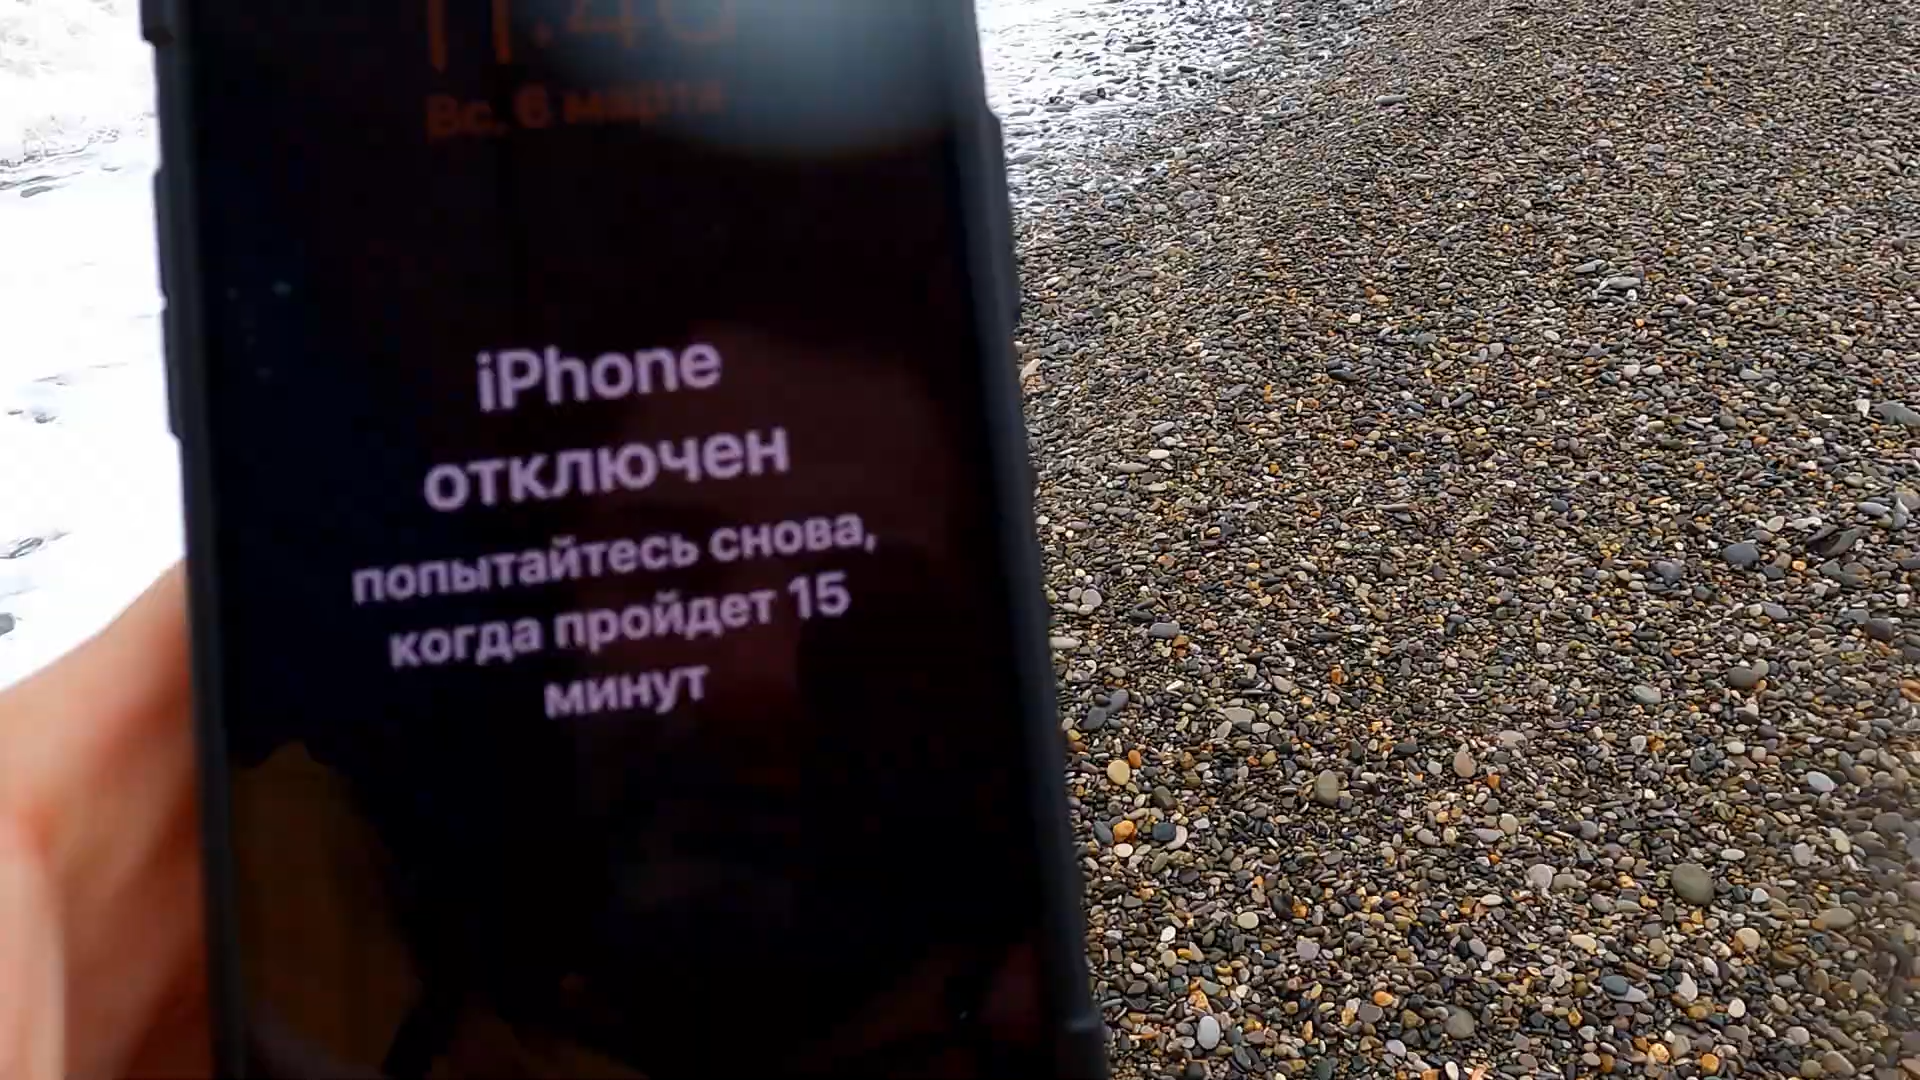 Вс, 6 марта
iPhone
отключен
попытайтесь снова,
когда пройдет 15
минут